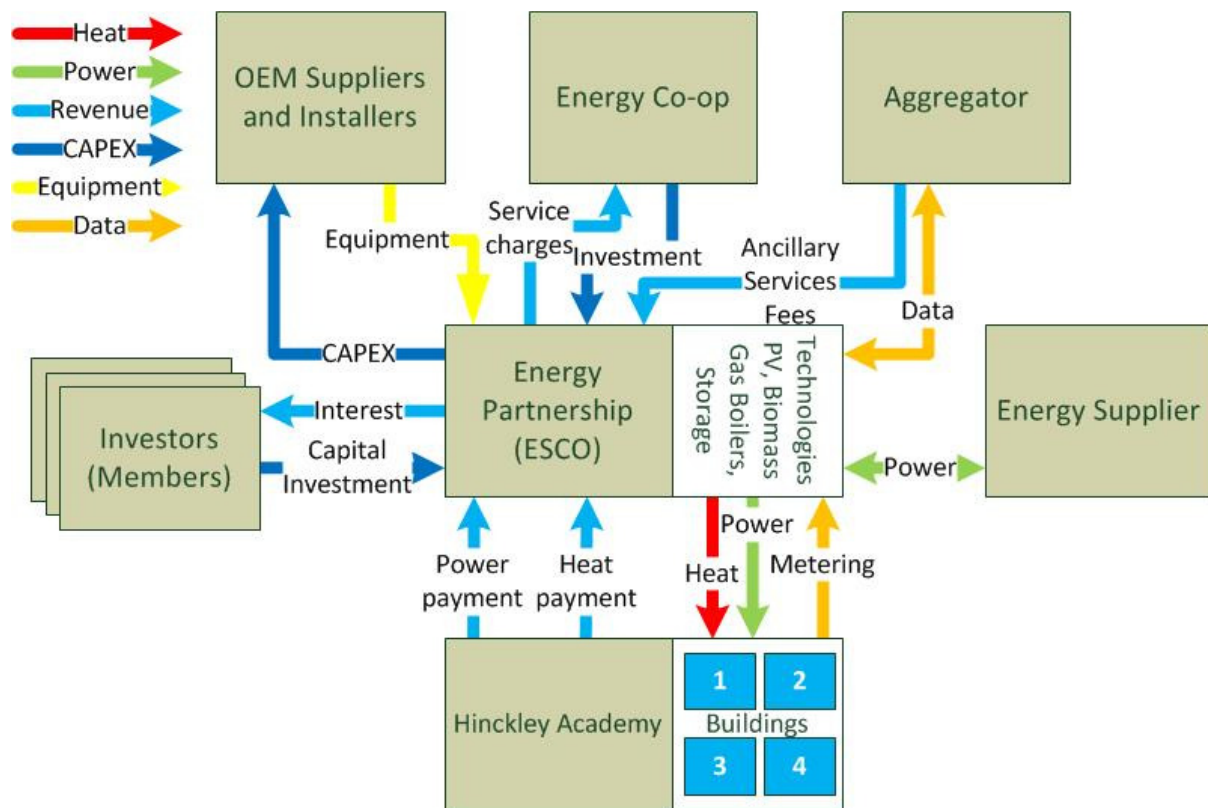 Heat
Power
Revenue
CAPEX
Equipment
Data
OEM Suppliers
and Installers
Energy Co-op
Aggregator
Equipment
Service
charges
Investment
Ancillary
Services
Fees
Data
CAPEX
Interest
Capital
Investment
Investors
(Members)
Energy
Partnership
(ESCO)
Technologies
PV, Biomass
Gas Boilers,
Storage
Energy Supplier
Power
Power
payment
Heat
payment
Power
Heat
Metering
Hinckley Academy
1
2
Buildings
3
4